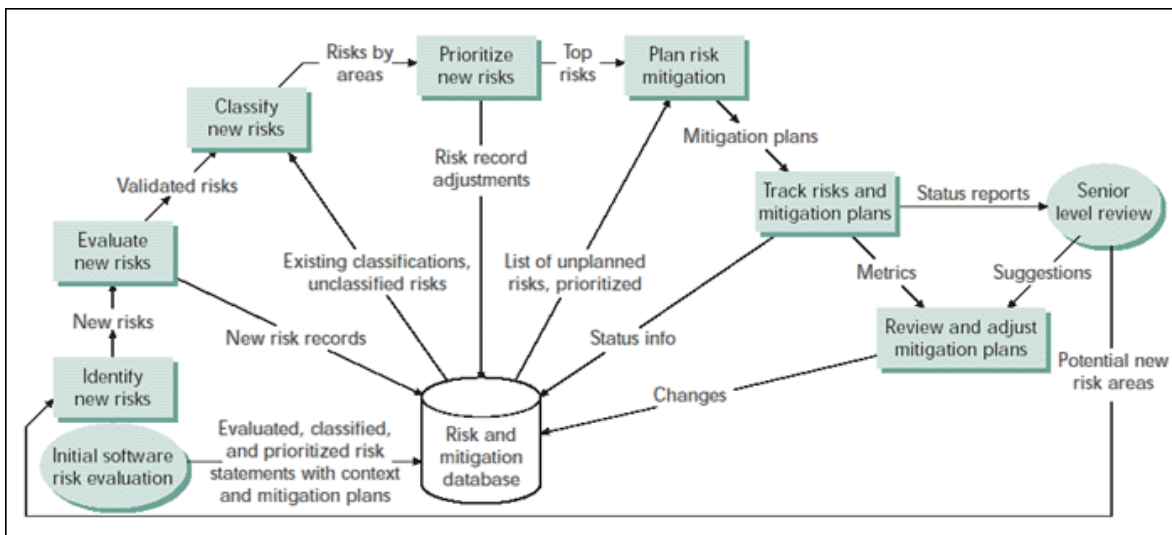 Risks by
areas
Prioritize
new risks
Top
risks
Plan risk
mitigation
Classify
new risks
Mitigation plans
Risk record
adjustments
Validated risks
Track risks and
mitigation plans
Status reports
Senior
level review
Evaluate
new risks
Existing classifications,
unclassified risks
List of unplanned
risks, prioritized
Metrics
Suggestions
New risks
New risk records
Status info
Review and adjust
mitigation plans
Potential new
risk areas
Identify
new risks
Changes
Initial software
risk evaluation
Evaluated, classified,
and prioritized risk
statements with context
and mitigation plans
Risk and
mitigation
database